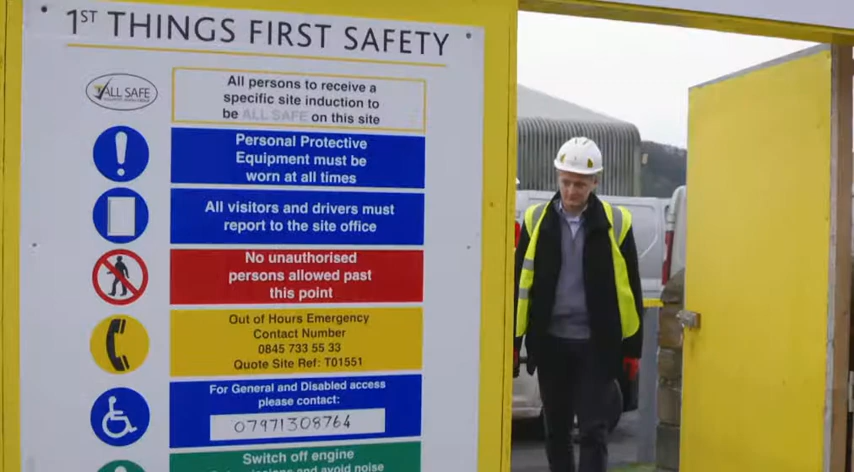 1ST THINGS FIRST SAFETY
ALL SAFE
All persons to receive a
specific site induction to
be ALL SAFE on this site
Personal Protective
Equipment must be
worn at all times
All visitors and drivers must
report to the site office
No unauthorised
persons allowed past
this point
Out of Hours Emergency
Contact Number
0845 733 55 33
Quote Site Ref: T01551
For General and Disabled access
please contact:
07971308764
Switch off engine
and avoid noise